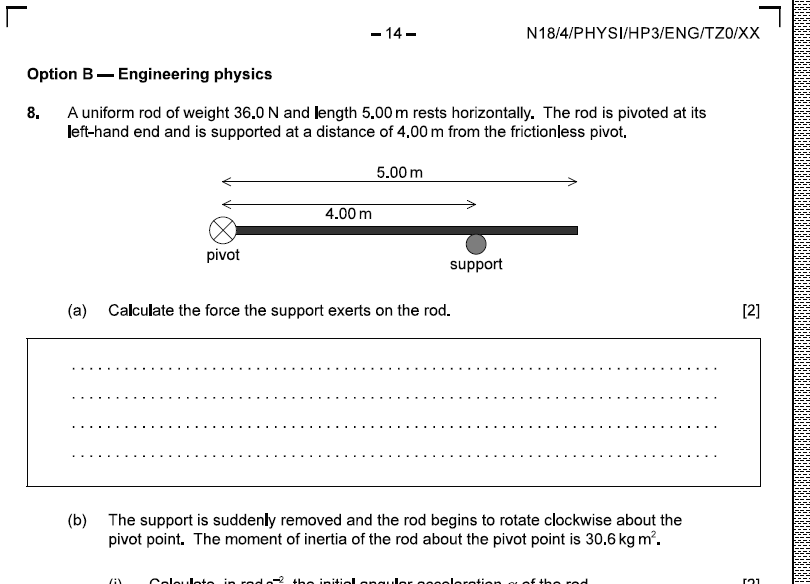 – 14 –
N18/4/PHYSI/HP3/ENG/TZ0/XX
Option B — Engineering physics
8. A uniform rod of weight 36.0 N and length 5.00 m rests horizontally. The rod is pivoted at its
left-hand end and is supported at a distance of 4.00 m from the frictionless pivot.
5.00 m
4.00 m
pivot
support
(a) Calculate the force the support exerts on the rod. [2]
(b) The support is suddenly removed and the rod begins to rotate clockwise about the
pivot point. The moment of inertia of the rod about the pivot point is 30.6 kg m².
(i) Calculate, in rad s⁻², the initial angular acceleration α of the rod. [2]